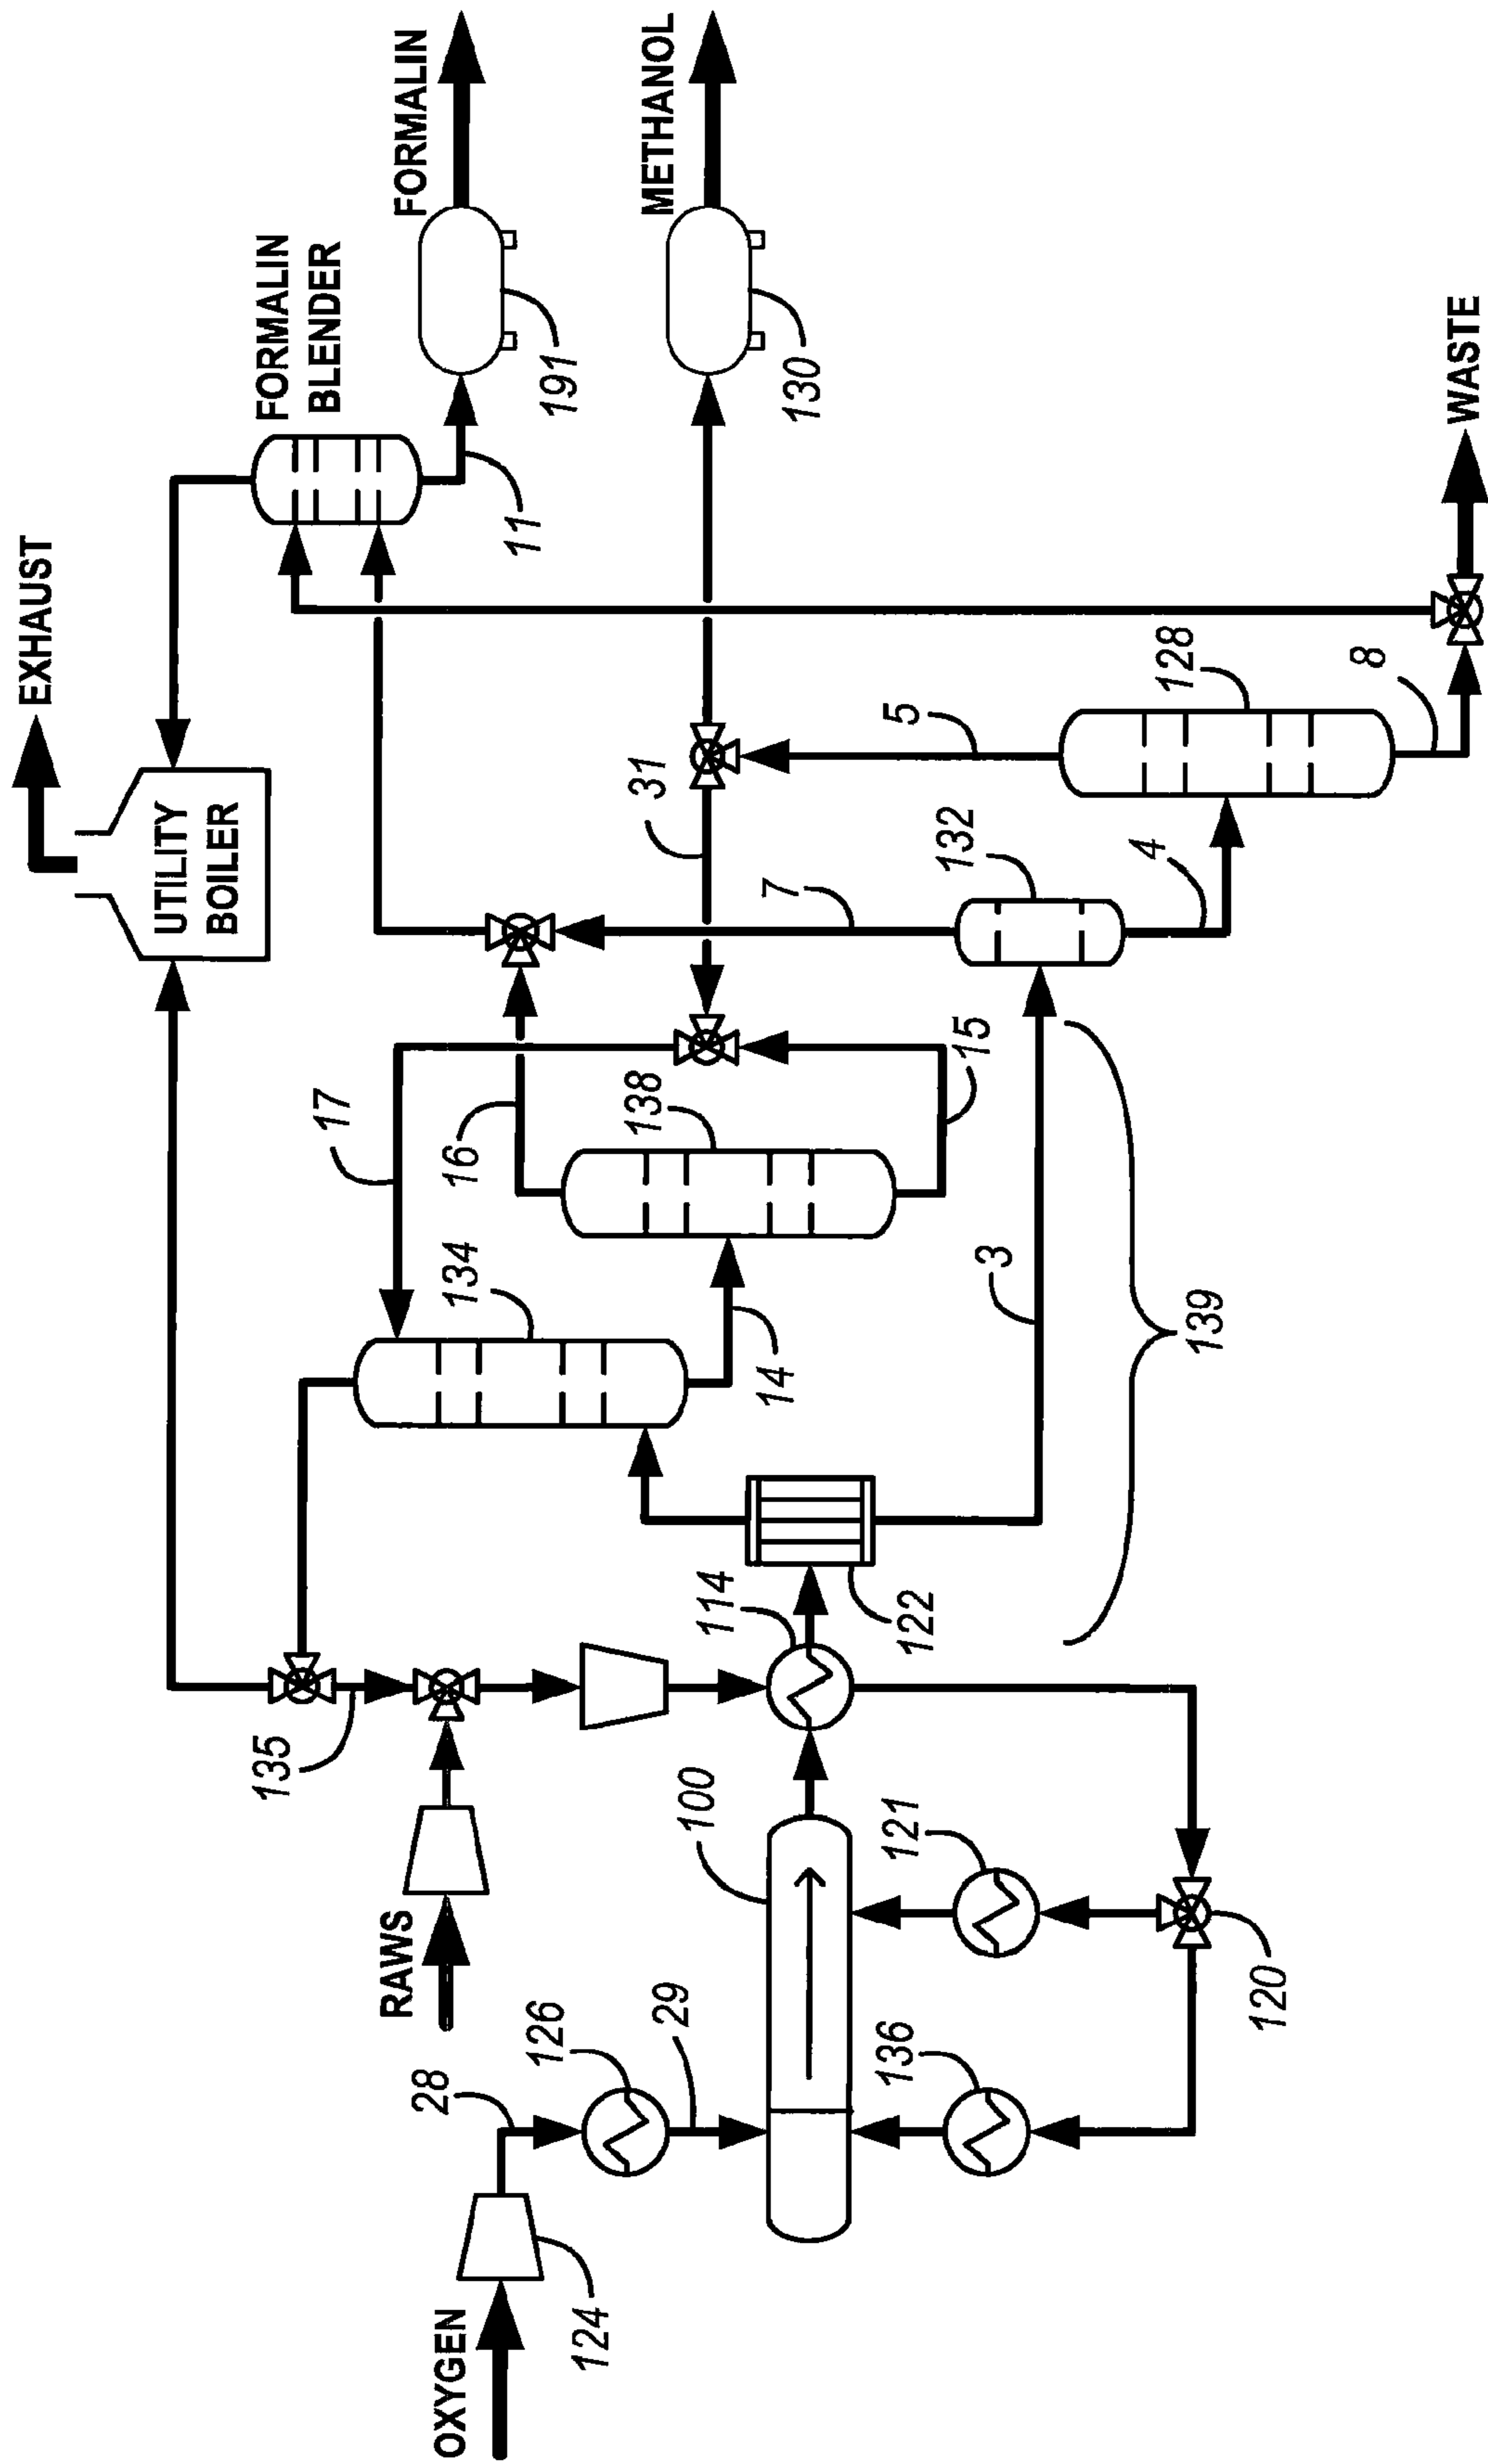 EXHAUST
UTILITY
BOILER
FORMALIN
BLENDER
FORMALIN
METHANOL
WASTE
11
191
130
31
5
128
8
7
132
4
17
16
138
15
134
14
3
139
135
114
122
RAWS
100
121
120
28
126
29
136
OXYGEN
124